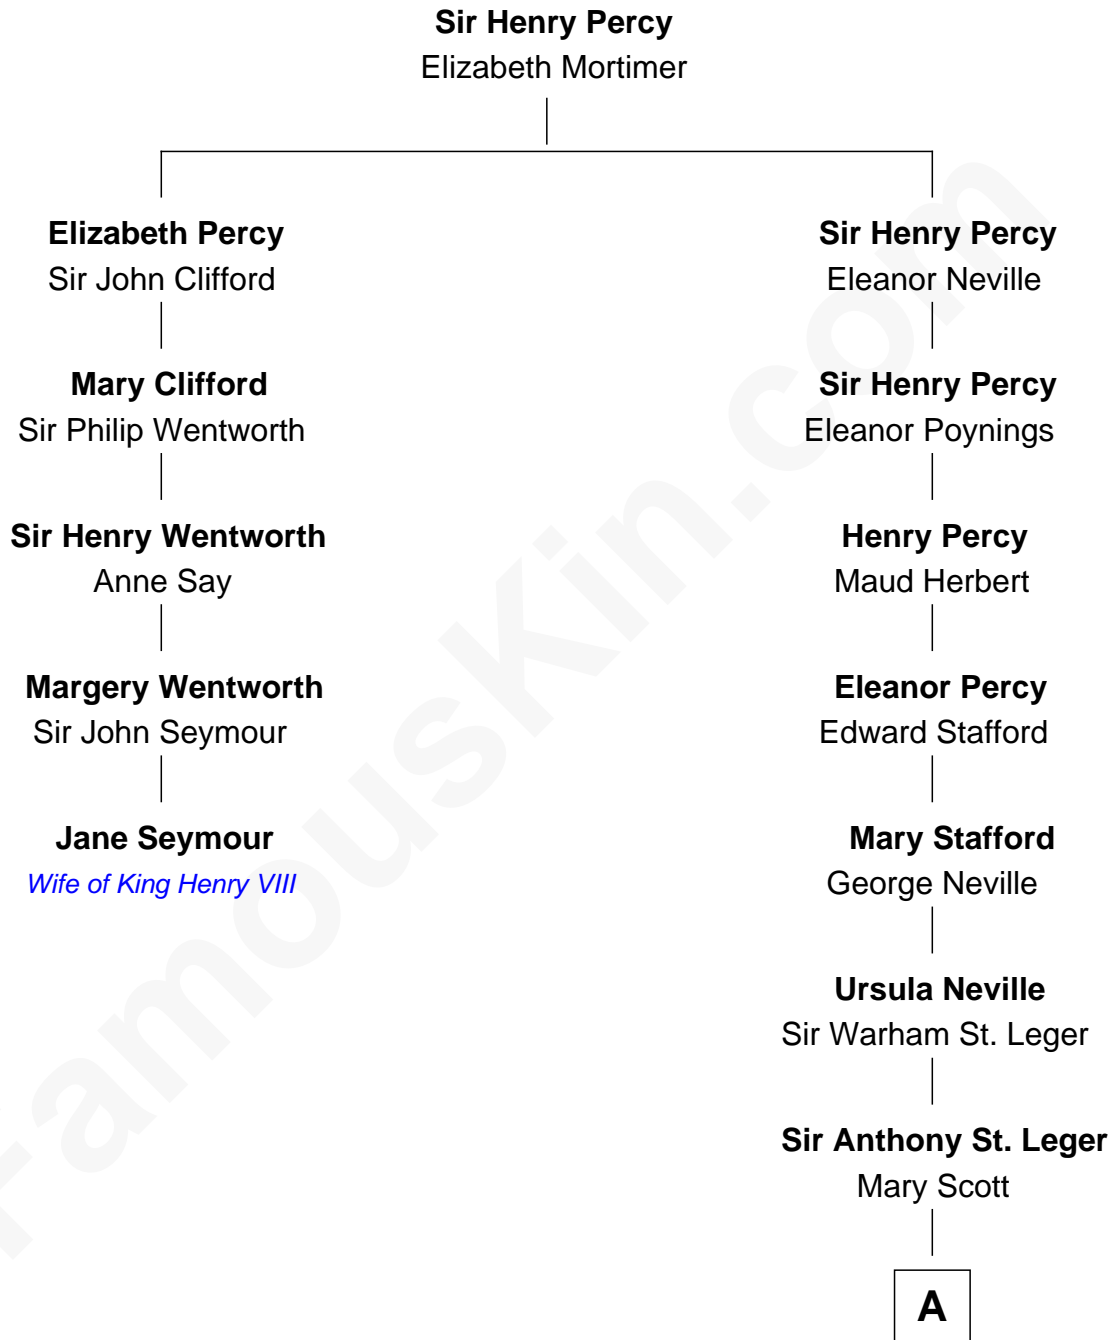 Sir Henry Percy
Elizabeth Mortimer
Elizabeth Percy
Sir John Clifford
Mary Clifford
Sir Philip Wentworth
Sir Henry Wentworth
Anne Say
Margery Wentworth
Sir John Seymour
Jane Seymour
Wife of King Henry VIII
Sir Henry Percy
Eleanor Neville
Sir Henry Percy
Eleanor Poynings
Henry Percy
Maud Herbert
Eleanor Percy
Edward Stafford
Mary Stafford
George Neville
Ursula Neville
Sir Warham St. Leger
Sir Anthony St. Leger
Mary Scott
A
FamousKin.com